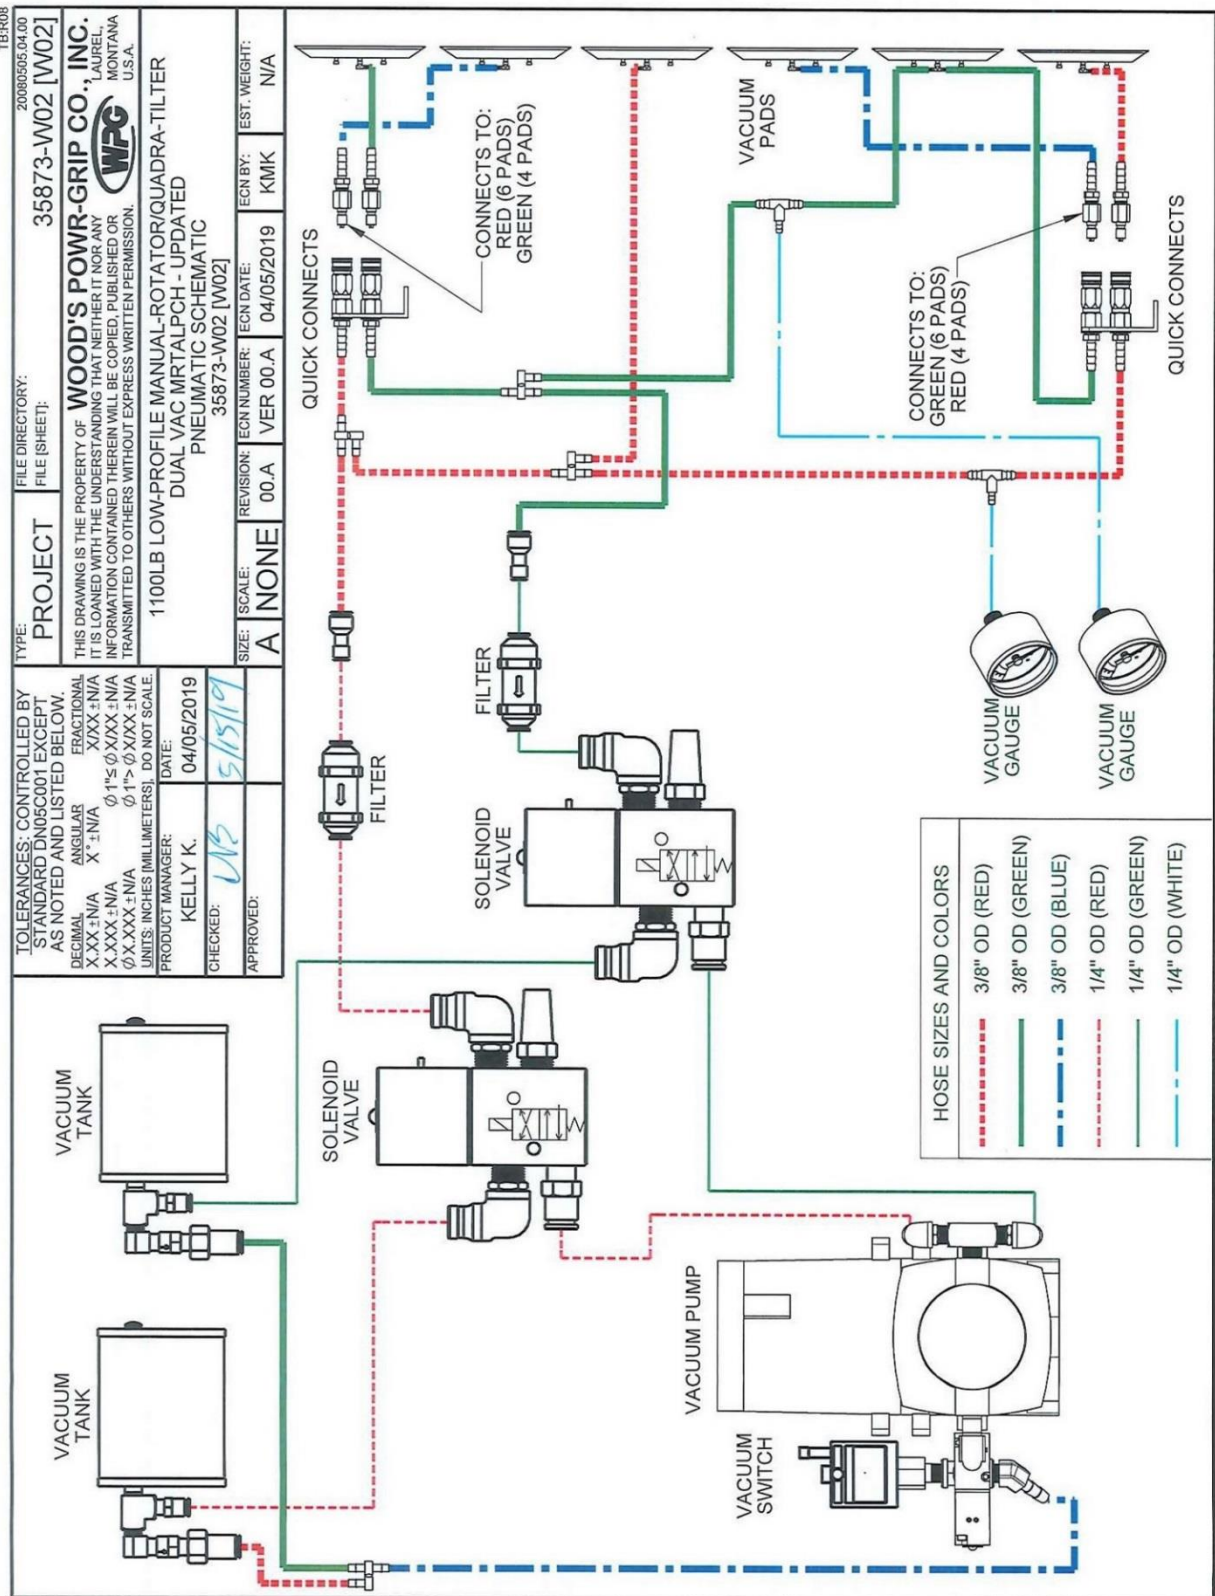 TB:R08
TOLERANCES: CONTROLLED BY
STANDARD DN05C001 EXCEPT
AS NOTED AND LISTED BELOW.
DECIMAL ANGULAR FRACTIONAL
X.XX ±N/A X° ±N/A X/XX ±N/A
X.XXX ±N/A Ø1"≤ ØX/XX ±N/A
ØX.XXX ±N/A Ø1"> ØX/XX ±N/A
UNITS: INCHES [MILLIMETERS], DO NOT SCALE.
PRODUCT MANAGER:
KELLY K.
DATE:
04/05/2019
CHECKED:
5/15/19
APPROVED:
TYPE:
PROJECT
FILE DIRECTORY:
20080505.04.00
FILE [SHEET]:
35873-W02 [W02]
THIS DRAWING IS THE PROPERTY OF WOOD'S POWR-GRIP CO., INC.
IT IS LOANED WITH THE UNDERSTANDING THAT NEITHER IT NOR ANY
INFORMATION CONTAINED THEREIN WILL BE COPIED, PUBLISHED OR
TRANSMITTED TO OTHERS WITHOUT EXPRESS WRITTEN PERMISSION.
WPG
LAUREL,
MONTANA
U.S.A.
1100LB LOW-PROFILE MANUAL-ROTATOR/QUADRA-TILTER
DUAL VAC MRTALPCH - UPDATED
PNEUMATIC SCHEMATIC
35873-W02 [W02]
SIZE:
A
SCALE:
NONE
REVISION:
00.A
ECN NUMBER:
VER 00.A
ECN DATE:
04/05/2019
ECN BY:
KMK
EST. WEIGHT:
N/A
VACUUM
TANK
VACUUM
TANK
SOLENOID
VALVE
FILTER
QUICK CONNECTS
SOLENOID
VALVE
FILTER
CONNECTS TO:
RED (6 PADS)
GREEN (4 PADS)
VACUUM
PADS
VACUUM PUMP
VACUUM
SWITCH
VACUUM
GAUGE
VACUUM
GAUGE
CONNECTS TO:
GREEN (6 PADS)
RED (4 PADS)
QUICK CONNECTS
HOSE SIZES AND COLORS
3/8" OD (RED)
3/8" OD (GREEN)
3/8" OD (BLUE)
1/4" OD (RED)
1/4" OD (GREEN)
1/4" OD (WHITE)